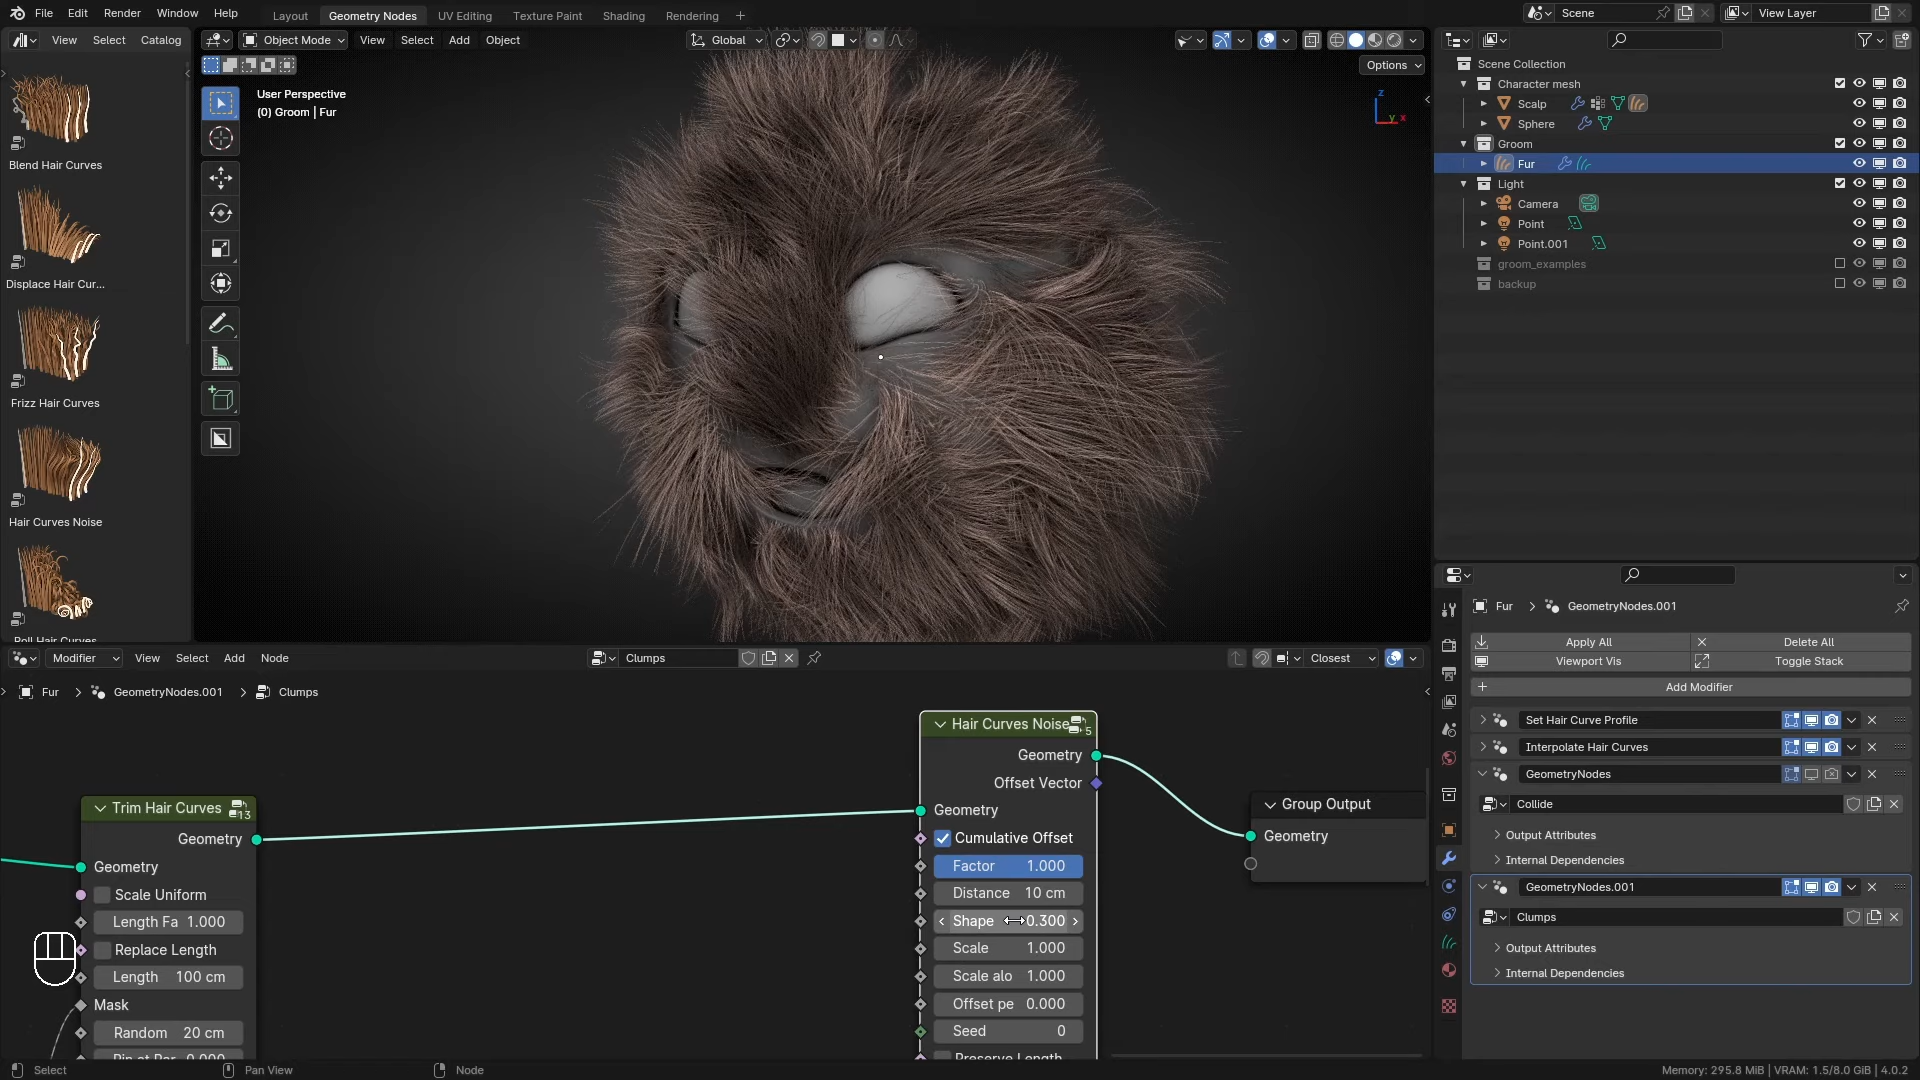 File Edit Render Window Help Layout Geometry Nodes UV Editing Texture Paint Shading Rendering + Scene View Layer
View Select Catalog
Object Mode View Select Add Object Global
Options
User Perspective
(0) Groom | Fur
Z
Y X
Blend Hair Curves
Displace Hair Cur...
Frizz Hair Curves
Hair Curves Noise
Roll Hair Curves
Scene Collection
Character mesh
Scalp
Sphere
Groom
Fur
Light
Camera
Point
Point.001
groom_examples
backup
Fur > GeometryNodes.001
Apply All Delete All
Viewport Vis Toggle Stack
Add Modifier
Set Hair Curve Profile
Interpolate Hair Curves
GeometryNodes
Collide
Output Attributes
Internal Dependencies
GeometryNodes.001
Clumps
Output Attributes
Internal Dependencies
Modifier View Select Add Node Clumps Closest
Fur > GeometryNodes.001 > Clumps
Trim Hair Curves 13
Geometry
Geometry
Scale Uniform
Length Fa 1.000
Replace Length
Length 100 cm
Mask
Random 20 cm
Hair Curves Noise 5
Geometry
Offset Vector
Geometry
Cumulative Offset
Factor 1.000
Distance 10 cm
Shape 0.300
Scale 1.000
Scale alo 1.000
Offset pe 0.000
Seed 0
Preserve Length
Group Output
Geometry
Select Pan View Node Memory: 295.8 MiB | VRAM: 1.5/8.0 GiB | 4.0.2